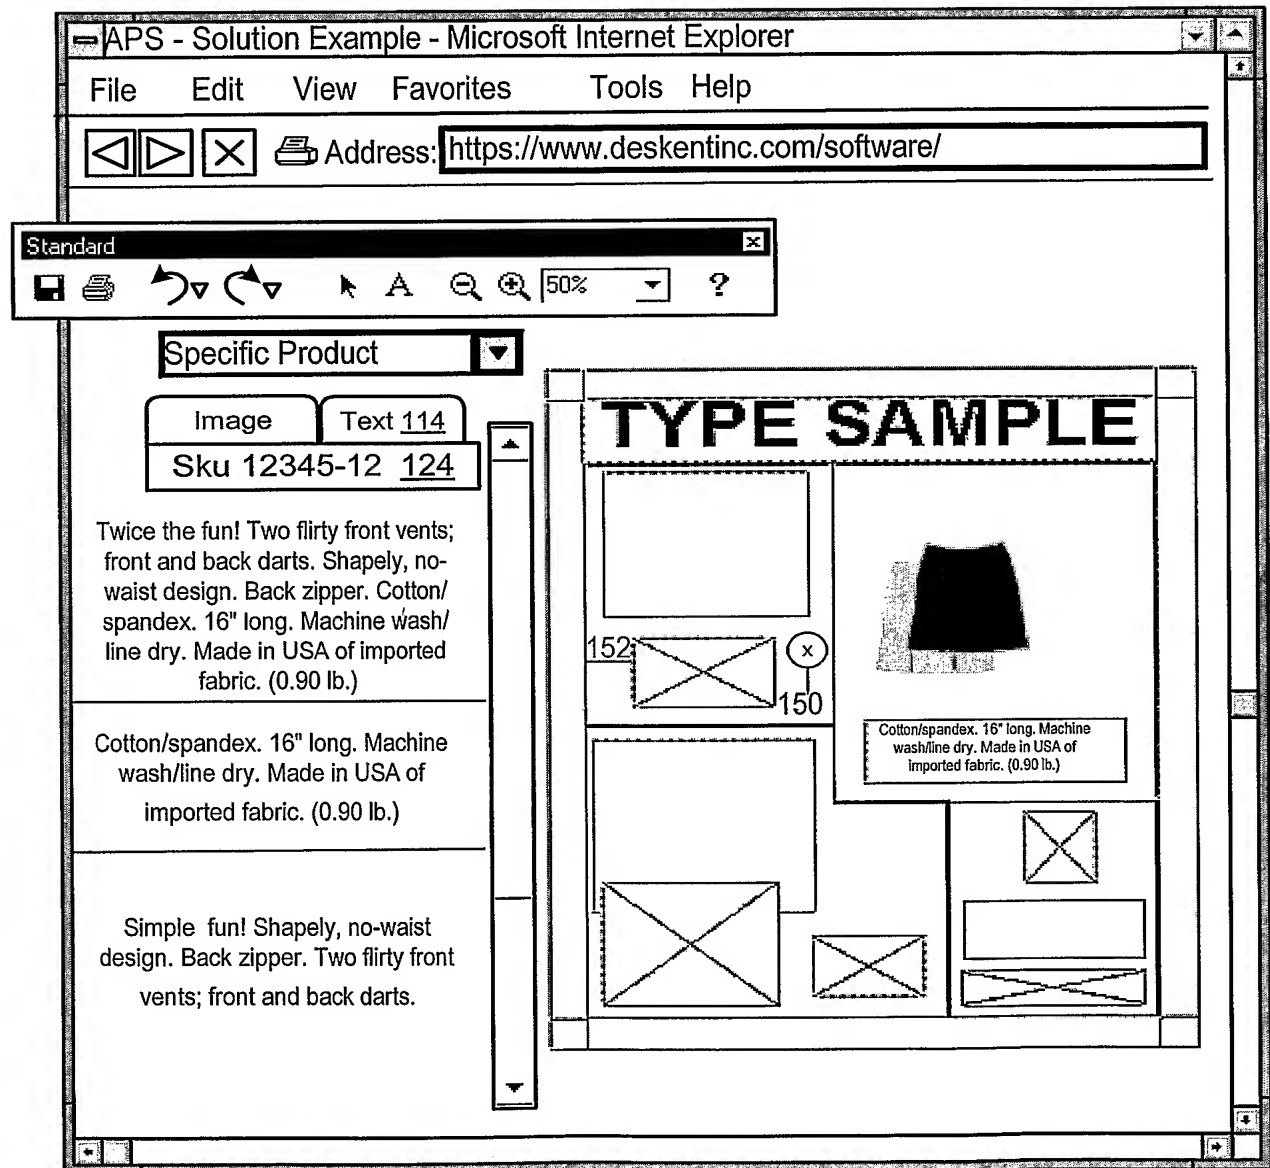 APS - Solution Example - Microsoft Internet Explorer
File Edit View Favorites Tools Help
Address: https://www.deskentinc.com/software/
Standard
A 50% ?
Specific Product
Image Text 114
Sku 12345-12 124
Twice the fun! Two flirty front vents;
front and back darts. Shapely, no-
waist design. Back zipper. Cotton/
spandex. 16" long. Machine wash/
line dry. Made in USA of imported
fabric. (0.90 lb.)
Cotton/spandex. 16" long. Machine
wash/line dry. Made in USA of
imported fabric. (0.90 lb.)
Simple fun! Shapely, no-waist
design. Back zipper. Two flirty front
vents; front and back darts.
TYPE SAMPLE
152
x
150
Cotton/spandex. 16" long. Machine
wash/line dry. Made in USA of
imported fabric. (0.90 lb.)